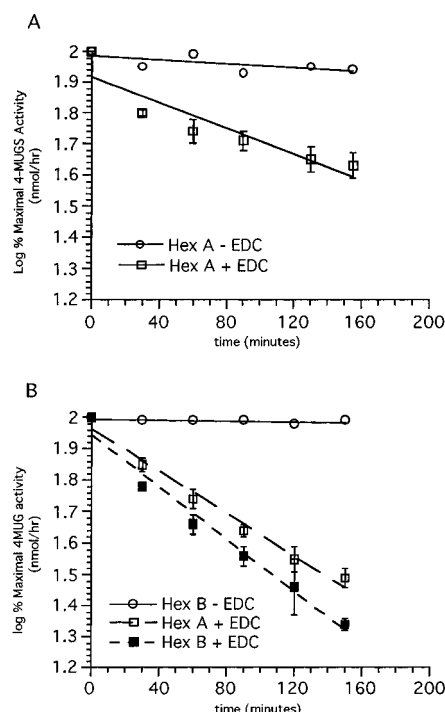 A
Log % Maximal 4-MUGS Activity
(nmol/hr)
2
1.9
1.8
1.7
1.6
1.5
1.4
1.3
1.2
Hex A - EDC
Hex A + EDC
0
40
80
120
160
200
time (minutes)
B
log % Maximal 4MUG activity
(nmol/hr)
2
1.9
1.8
1.7
1.6
1.5
1.4
1.3
1.2
Hex B - EDC
Hex A + EDC
Hex B + EDC
0
40
80
120
160
200
time (minutes)